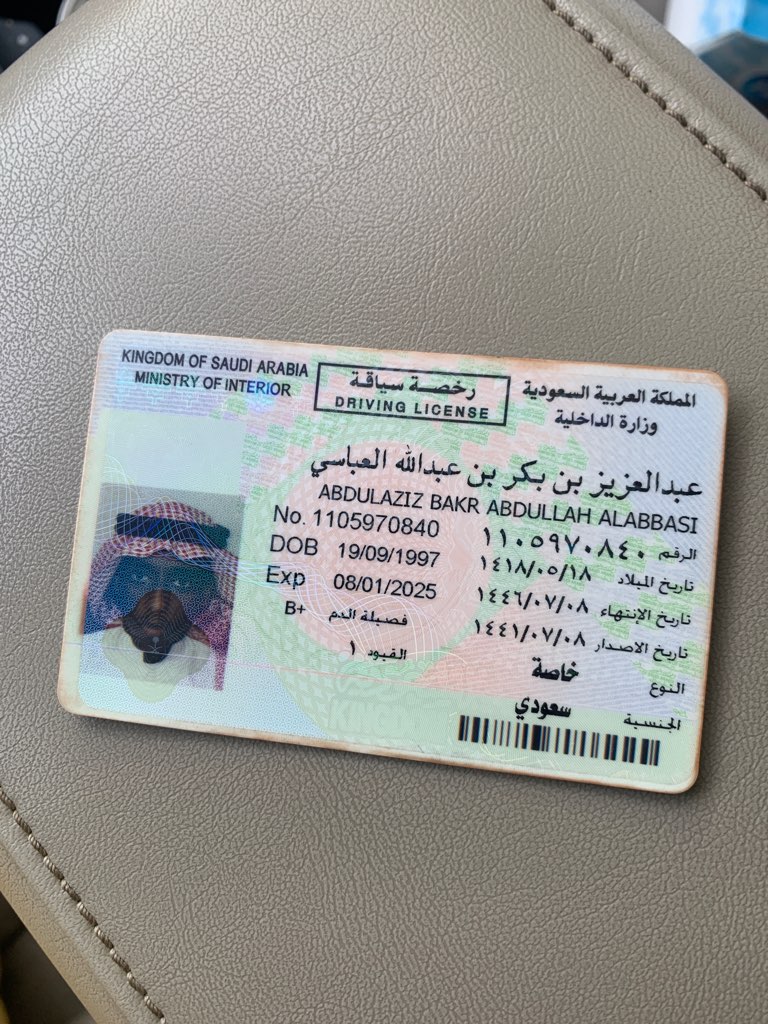 KINGDOM OF SAUDI ARABIA
MINISTRY OF INTERIOR
رخصة سياقة
DRIVING LICENSE
المملكة العربية السعودية
وزارة الداخلية
عبدالعزيز بن بكر بن عبدالله العباسي
ABDULAZIZ BAKR ABDULLAH ALABBASI
No. 1105970840
الرقم ١١٠٥٩٧٠٨٤٠
DOB 19/09/1997
تاريخ الميلاد ١٤١٨/٠٥/١٨
Exp 08/01/2025
تاريخ الإنتهاء ١٤٤٦/٠٧/٠٨
B+ فصيلة الدم
تاريخ الاصدار ١٤٤١/٠٧/٠٨
القيود ١
النوع خاصة
الجنسية سعودي
KINGDOM